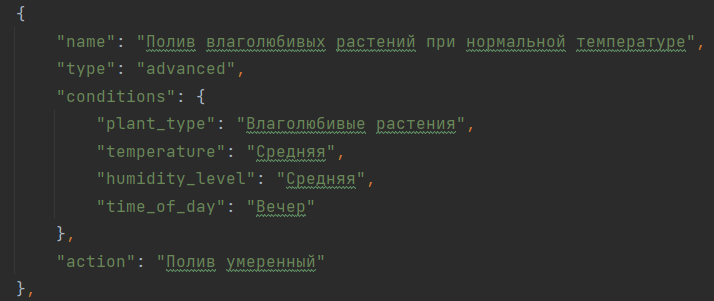 {
"name": "Полив влаголюбивых растений при нормальной температуре",
"type": "advanced",
"conditions": {
"plant_type": "Влаголюбивые растения",
"temperature": "Средняя",
"humidity_level": "Средняя",
"time_of_day": "Вечер"
},
"action": "Полив умеренный"
},